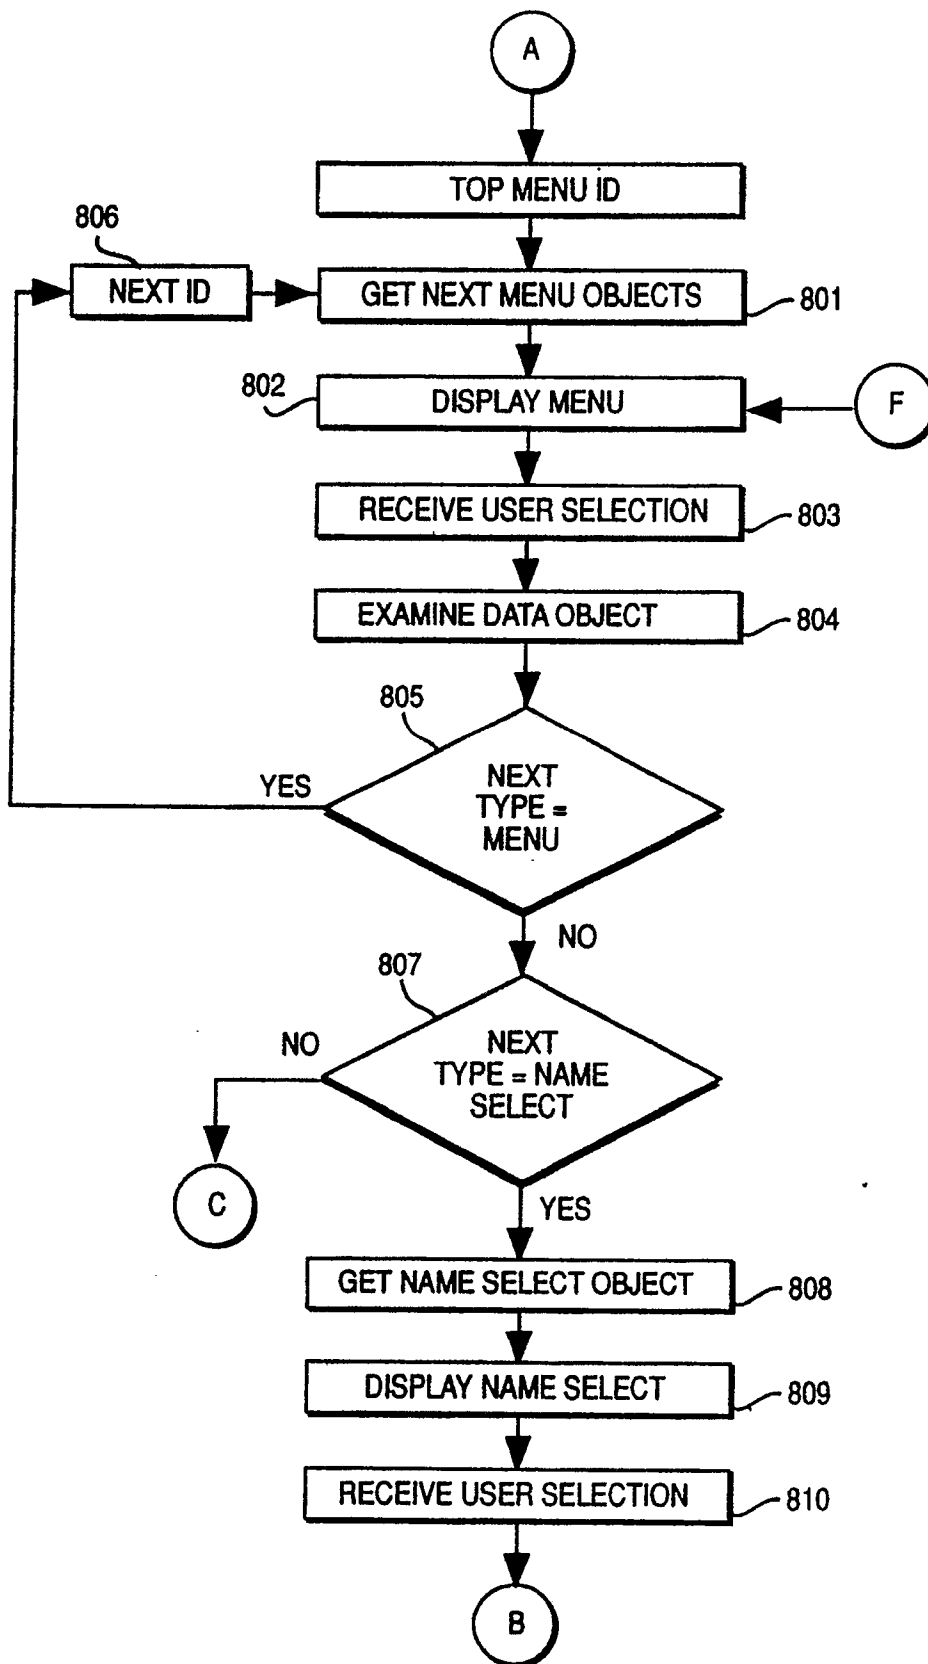 A
TOP MENU ID
806
NEXT ID
GET NEXT MENU OBJECTS
801
802
DISPLAY MENU
F
RECEIVE USER SELECTION
803
EXAMINE DATA OBJECT
804
805
YES
NEXT
TYPE =
MENU
NO
807
NO
NEXT
TYPE = NAME
SELECT
C
YES
GET NAME SELECT OBJECT
808
DISPLAY NAME SELECT
809
RECEIVE USER SELECTION
810
B